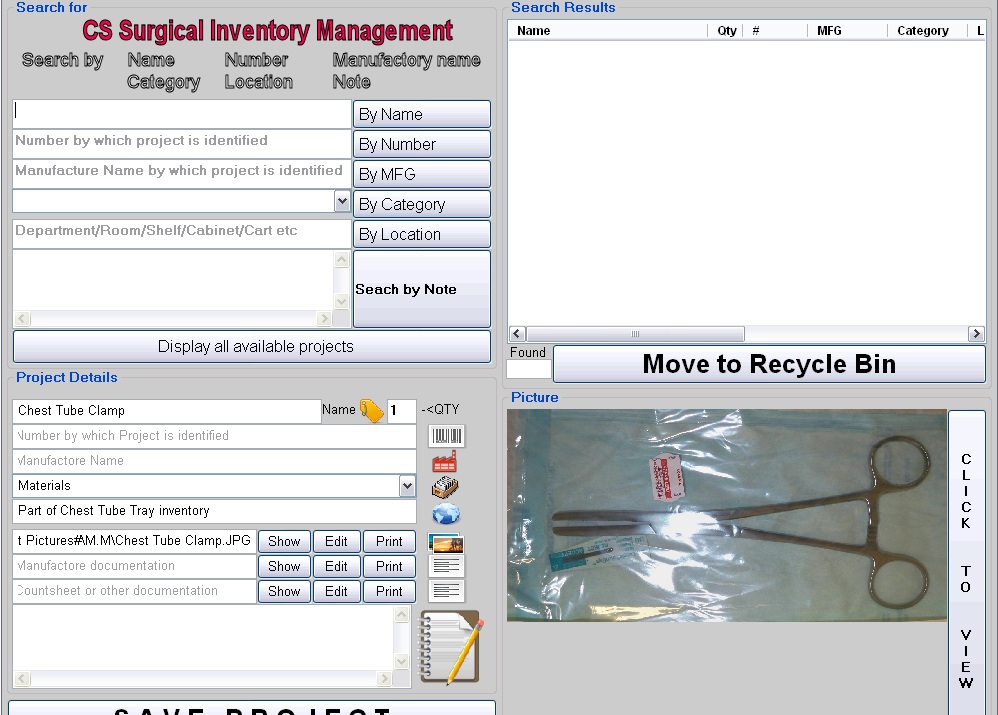 Search for
CS Surgical Inventory Management
Search by Name Number Manufactory name
Category Location Note
By Name
Number by which project is identified By Number
Manufacture Name by which project is identified By MFG
By Category
Department/Room/Shelf/Cabinet/Cart etc By Location
Seach by Note
Display all available projects
Project Details
Chest Tube Clamp Name 1 -<QTY
Number by which Project is identified
Manufactore Name
Materials
Part of Chest Tube Tray inventory
t Pictures#\M.M\Chest Tube Clamp.JPG Show Edit Print
Manufactore documentation Show Edit Print
Countsheet or other documentation Show Edit Print
SAVE PROJECT
Search Results
Name Qty # MFG Category L
Found
Move to Recycle Bin
Picture
CLICK
TO
VIEW